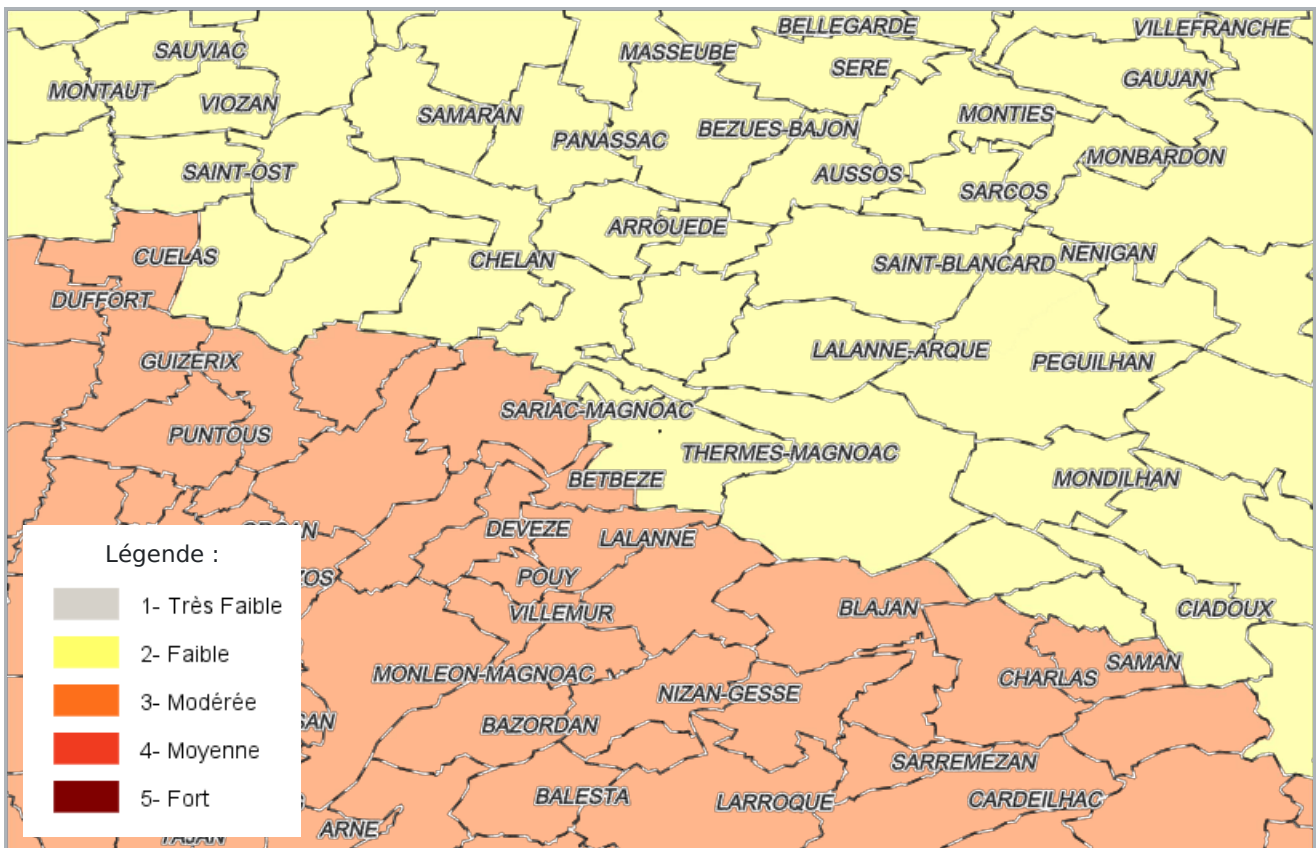 BELLEGARDE
VILLEFRANCHE
SAUVIAC
MASSEUBE
SERE
GAUJAN
MONTAUT
VIOZAN
SAMARAN
MONTIES
PANASSAC
BEZUES-BAJON
MONBARDON
SAINT-OST
AUSSOS
SARCOS
ARROUEDE
CUELAS
CHELAN
SAINT-BLANCARD
NENIGAN
DUFFORT
GUIZERIX
LALANNE-ARQUE
PEGUILHAN
SARIAC-MAGNOAC
PUNTOUS
THERMES-MAGNOAC
BETBEZE
MONDILHAN
DEVEZE
LALANNE
Légende :
POUY
1- Très Faible
VILLEMUR
BLAJAN
CIADOUX
2- Faible
MONLEON-MAGNOAC
NIZAN-GESSE
CHARLAS
SAMAN
3- Modérée
BAZORDAN
4- Moyenne
SARREMEZAN
5- Fort
BALESTA
LARROQUE
CARDEILHAC
ARNE